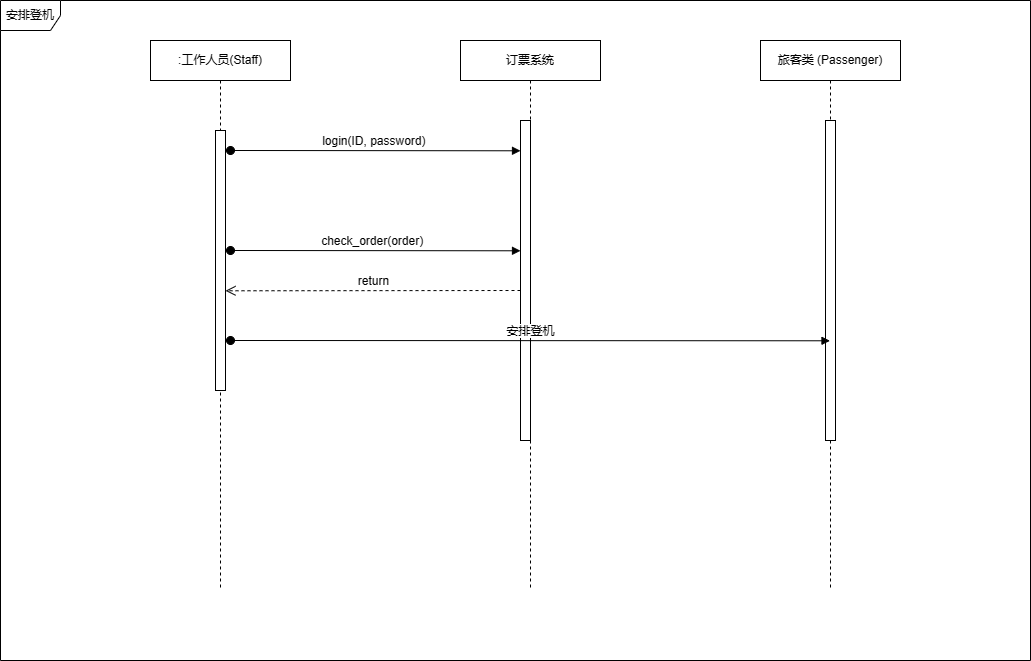 安排登机
:工作人员(Staff)
订票系统
旅客类 (Passenger)
login(ID, password)
check_order(order)
return
安排登机